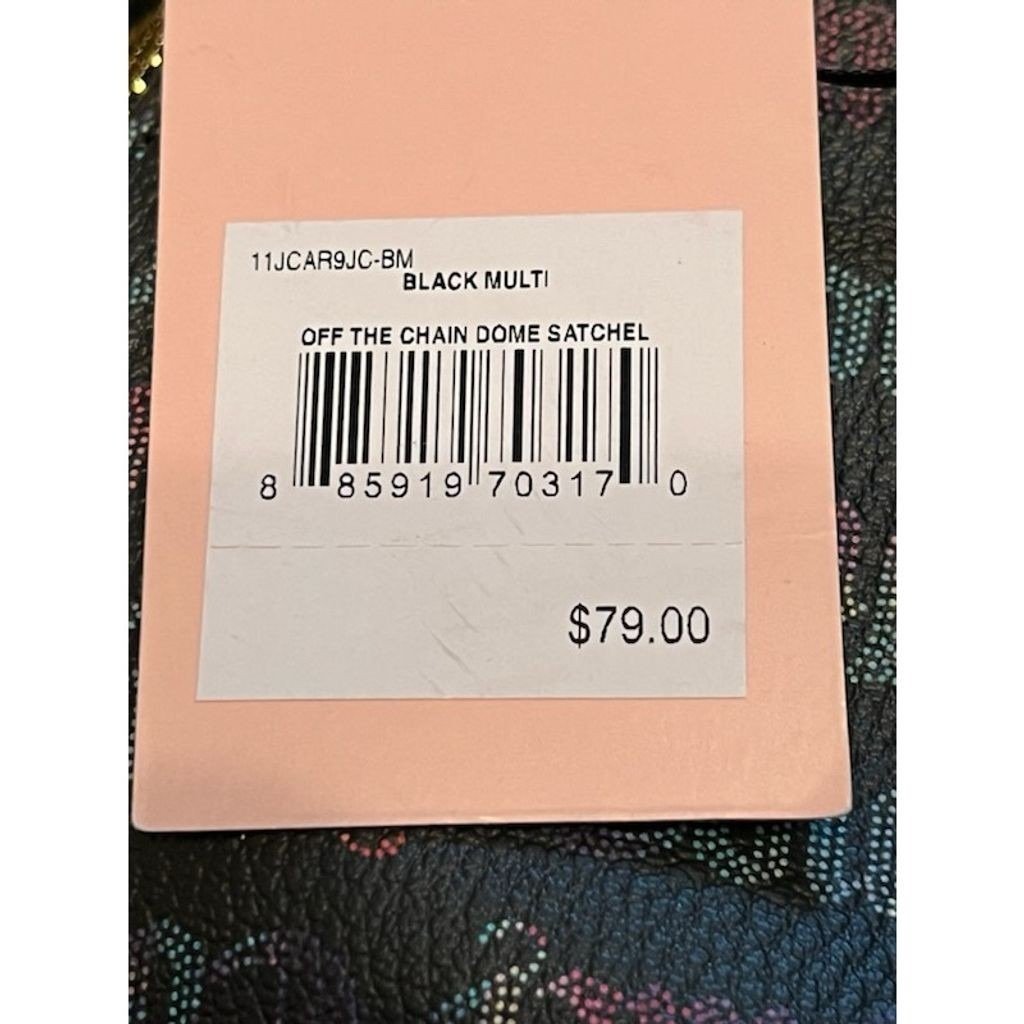 11JCAR9JC-BM
BLACK MULTI
OFF THE CHAIN DOME SATCHEL
8 85919 70317 0
$79.00